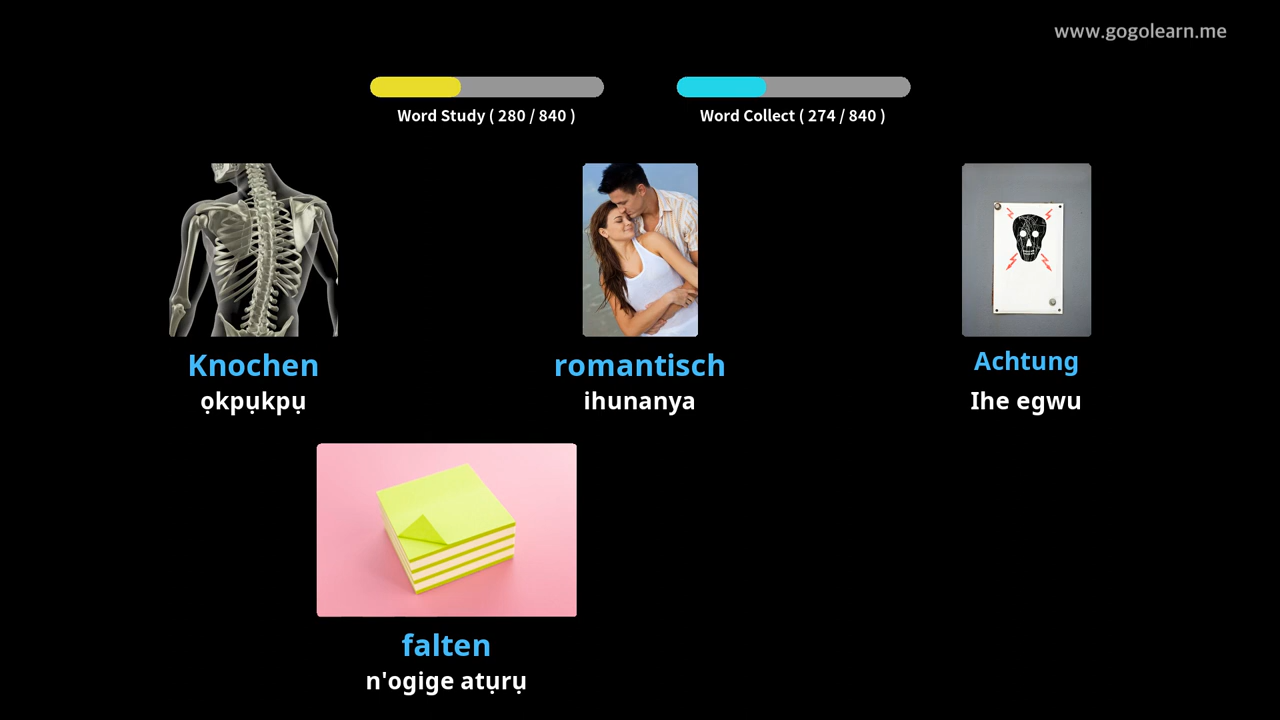 www.gogolearn.me
Word Study ( 280 / 840 )
Word Collect ( 274 / 840 )
Knochen
ọkpụkpụ
romantisch
ihunanya
Achtung
Ihe egwu
falten
n'ogige atụrụ